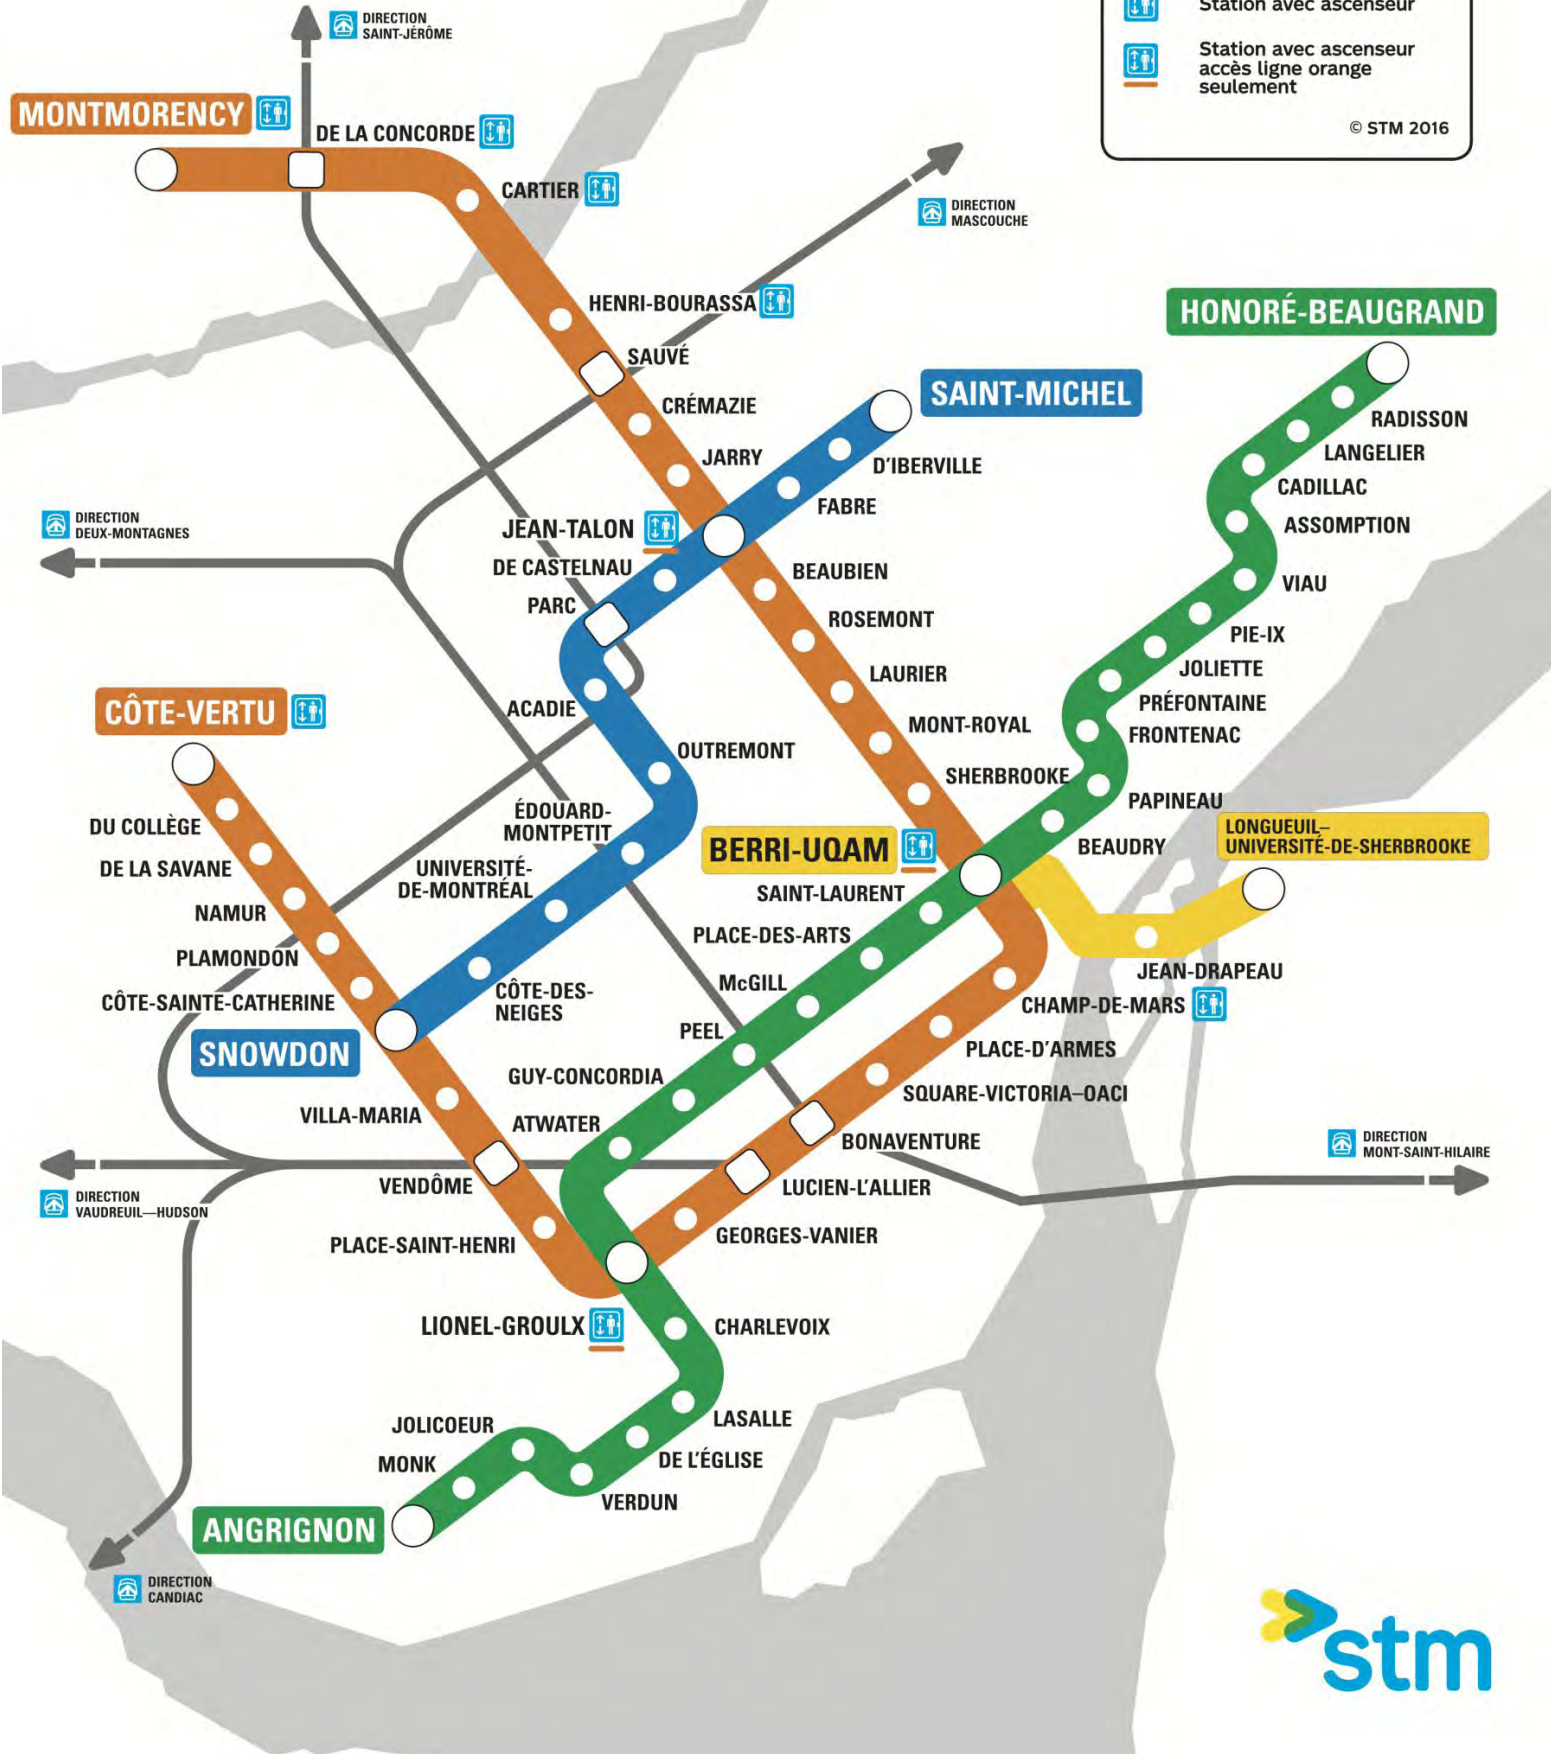 Station avec ascenseur
Station avec ascenseur
accès ligne orange
seulement
© STM 2016
DIRECTION
SAINT-JÉRÔME
MONTMORENCY
DE LA CONCORDE
CARTIER
DIRECTION
MASCOUCHE
HENRI-BOURASSA
HONORÉ-BEAUGRAND
SAUVÉ
SAINT-MICHEL
CRÉMAZIE
RADISSON
JARRY
D'IBERVILLE
LANGELIER
CADILLAC
FABRE
DIRECTION
DEUX-MONTAGNES
JEAN-TALON
ASSOMPTION
DE CASTELNAU
BEAUBIEN
VIAU
PARC
ROSEMONT
PIE-IX
LAURIER
JOLIETTE
CÔTE-VERTU
ACADIE
PRÉFONTAINE
MONT-ROYAL
FRONTENAC
OUTREMONT
SHERBROOKE
PAPINEAU
ÉDOUARD-
MONTPETIT
DU COLLÈGE
LONGUEUIL–
UNIVERSITÉ-DE-SHERBROOKE
BERRI-UQAM
BEAUDRY
DE LA SAVANE
UNIVERSITÉ-
DE-MONTRÉAL
SAINT-LAURENT
NAMUR
PLACE-DES-ARTS
PLAMONDON
JEAN-DRAPEAU
McGILL
CÔTE-SAINTE-CATHERINE
CÔTE-DES-
NEIGES
CHAMP-DE-MARS
PEEL
SNOWDON
PLACE-D'ARMES
GUY-CONCORDIA
SQUARE-VICTORIA–OACI
VILLA-MARIA
ATWATER
BONAVENTURE
DIRECTION
MONT-SAINT-HILAIRE
VENDÔME
LUCIEN-L'ALLIER
DIRECTION
VAUDREUIL—HUDSON
PLACE-SAINT-HENRI
GEORGES-VANIER
LIONEL-GROULX
CHARLEVOIX
JOLICOEUR
LASALLE
MONK
DE L'ÉGLISE
VERDUN
ANGRIGNON
DIRECTION
CANDIAC
stm